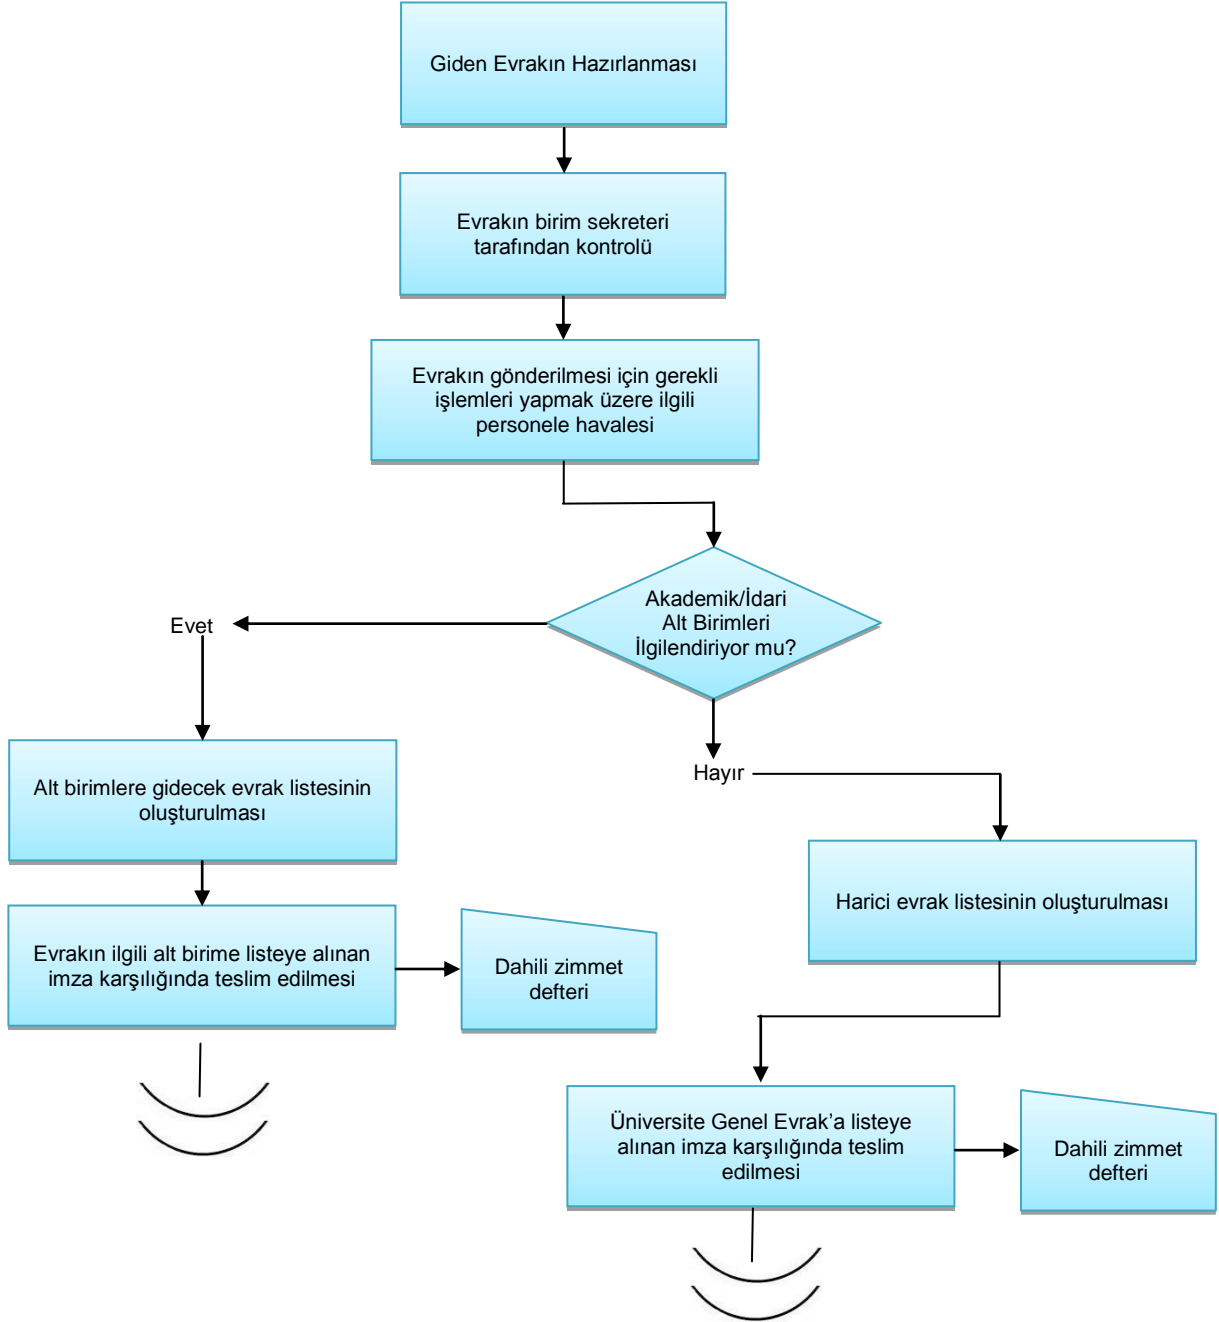 Giden Evrakın Hazırlanması
Evrakın birim sekreteri
tarafından kontrolü
Evrakın gönderilmesi için gerekli
işlemleri yapmak üzere ilgili
personele havalesi
Akademik/İdari
Alt Birimleri
İlgilendiriyor mu?
Evet
Hayır
Alt birimlere gidecek evrak listesinin
oluşturulması
Harici evrak listesinin oluşturulması
Evrakın ilgili alt birime listeye alınan
imza karşılığında teslim edilmesi
Dahili zimmet
defteri
Üniversite Genel Evrak’a listeye
alınan imza karşılığında teslim
edilmesi
Dahili zimmet
defteri